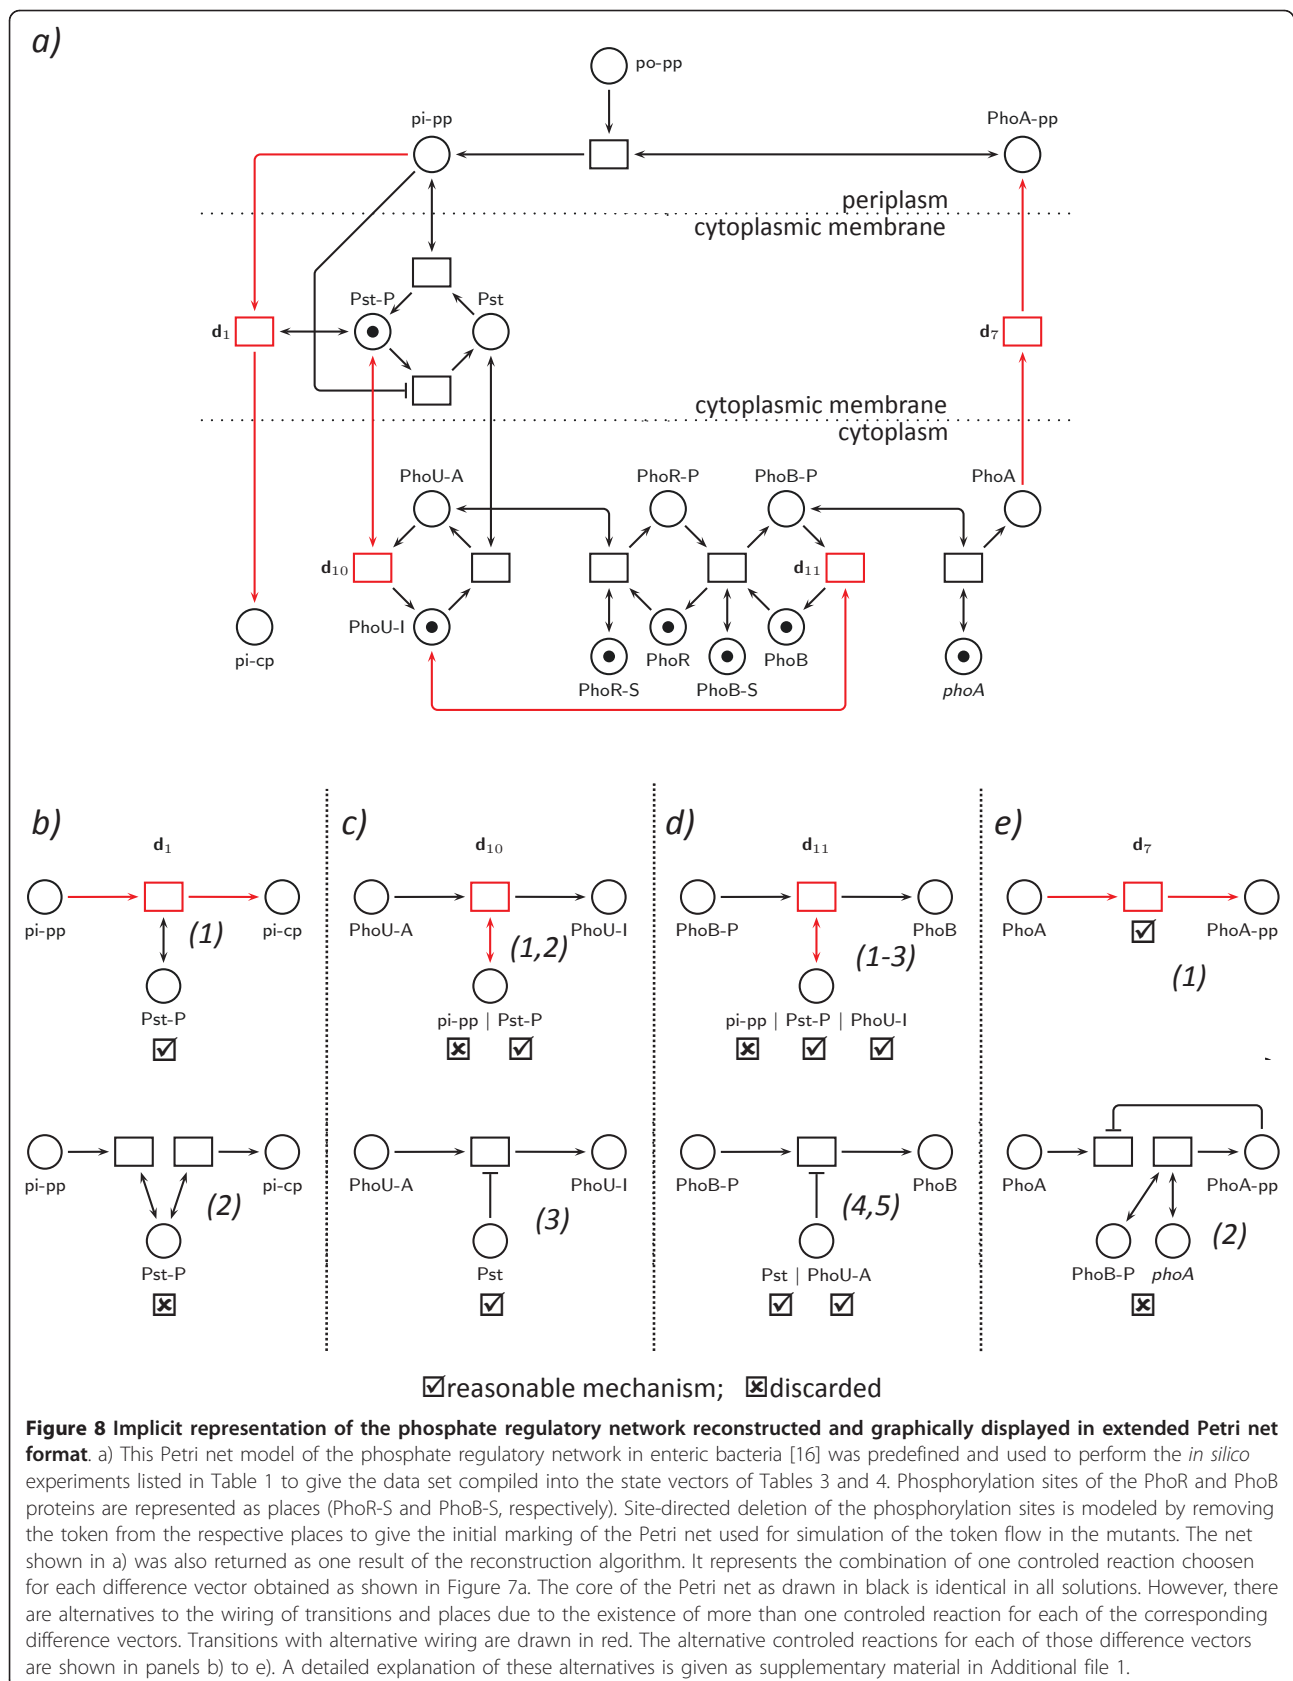 a)
po-pp
pi-pp
PhoA-pp
periplasm
cytoplasmic membrane
Pst-P
Pst
d1
d7
cytoplasmic membrane
cytoplasm
PhoU-A
PhoR-P
PhoB-P
PhoA
d10
d11
PhoU-I
pi-cp
PhoR
PhoB
PhoR-S
PhoB-S
phoA
b)
c)
d)
e)
d1
d10
d11
d7
pi-pp
(1)
pi-cp
PhoU-A
(1,2)
PhoU-I
PhoB-P
(1-3)
PhoB
PhoA
PhoA-pp
(1)
Pst-P
pi-pp | Pst-P
pi-pp | Pst-P | PhoU-I
pi-pp
(2)
pi-cp
PhoU-A
(3)
PhoU-I
PhoB-P
(4,5)
PhoB
PhoA
PhoA-pp
(2)
Pst-P
Pst
Pst | PhoU-A
PhoB-P phoA
reasonable mechanism; discarded
Figure 8 Implicit representation of the phosphate regulatory network reconstructed and graphically displayed in extended Petri net
format. a) This Petri net model of the phosphate regulatory network in enteric bacteria [16] was predefined and used to perform the in silico
experiments listed in Table 1 to give the data set compiled into the state vectors of Tables 3 and 4. Phosphorylation sites of the PhoR and PhoB
proteins are represented as places (PhoR-S and PhoB-S, respectively). Site-directed deletion of the phosphorylation sites is modeled by removing
the token from the respective places to give the initial marking of the Petri net used for simulation of the token flow in the mutants. The net
shown in a) was also returned as one result of the reconstruction algorithm. It represents the combination of one controled reaction choosen
for each difference vector obtained as shown in Figure 7a. The core of the Petri net as drawn in black is identical in all solutions. However, there
are alternatives to the wiring of transitions and places due to the existence of more than one controled reaction for each of the corresponding
difference vectors. Transitions with alternative wiring are drawn in red. The alternative controled reactions for each of those difference vectors
are shown in panels b) to e). A detailed explanation of these alternatives is given as supplementary material in Additional file 1.